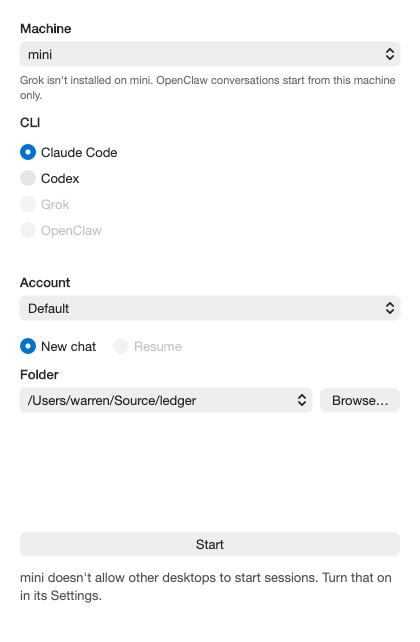 Machine
mini
Grok isn't installed on mini. OpenClaw conversations start from this machine
only.
CLI
Claude Code
Codex
Grok
OpenClaw
Account
Default
New chat Resume
Folder
/Users/warren/Source/ledger Browse...
Start
mini doesn't allow other desktops to start sessions. Turn that on
in its Settings.